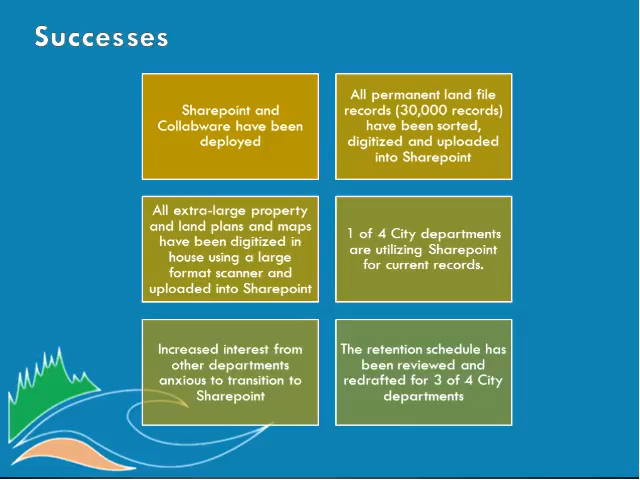 Successes
Sharepoint and
Collabware have been
deployed
All permanent land file
records (30,000 records)
have been sorted,
digitized and uploaded
into Sharepoint
All extra-large property
and land plans and maps
have been digitized in
house using a large
format scanner and
uploaded into Sharepoint
1 of 4 City departments
are utilizing Sharepoint
for current records.
Increased interest from
other departments
anxious to transition to
Sharepoint
The retention schedule has
been reviewed and
redrafted for 3 of 4 City
departments